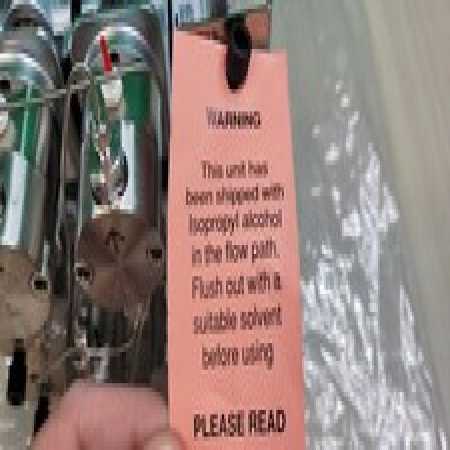 WARNING
This unit has
been shipped with
Isopropyl alcohol
in the flow path.
Flush out with a
suitable solvent
before using
PLEASE READ